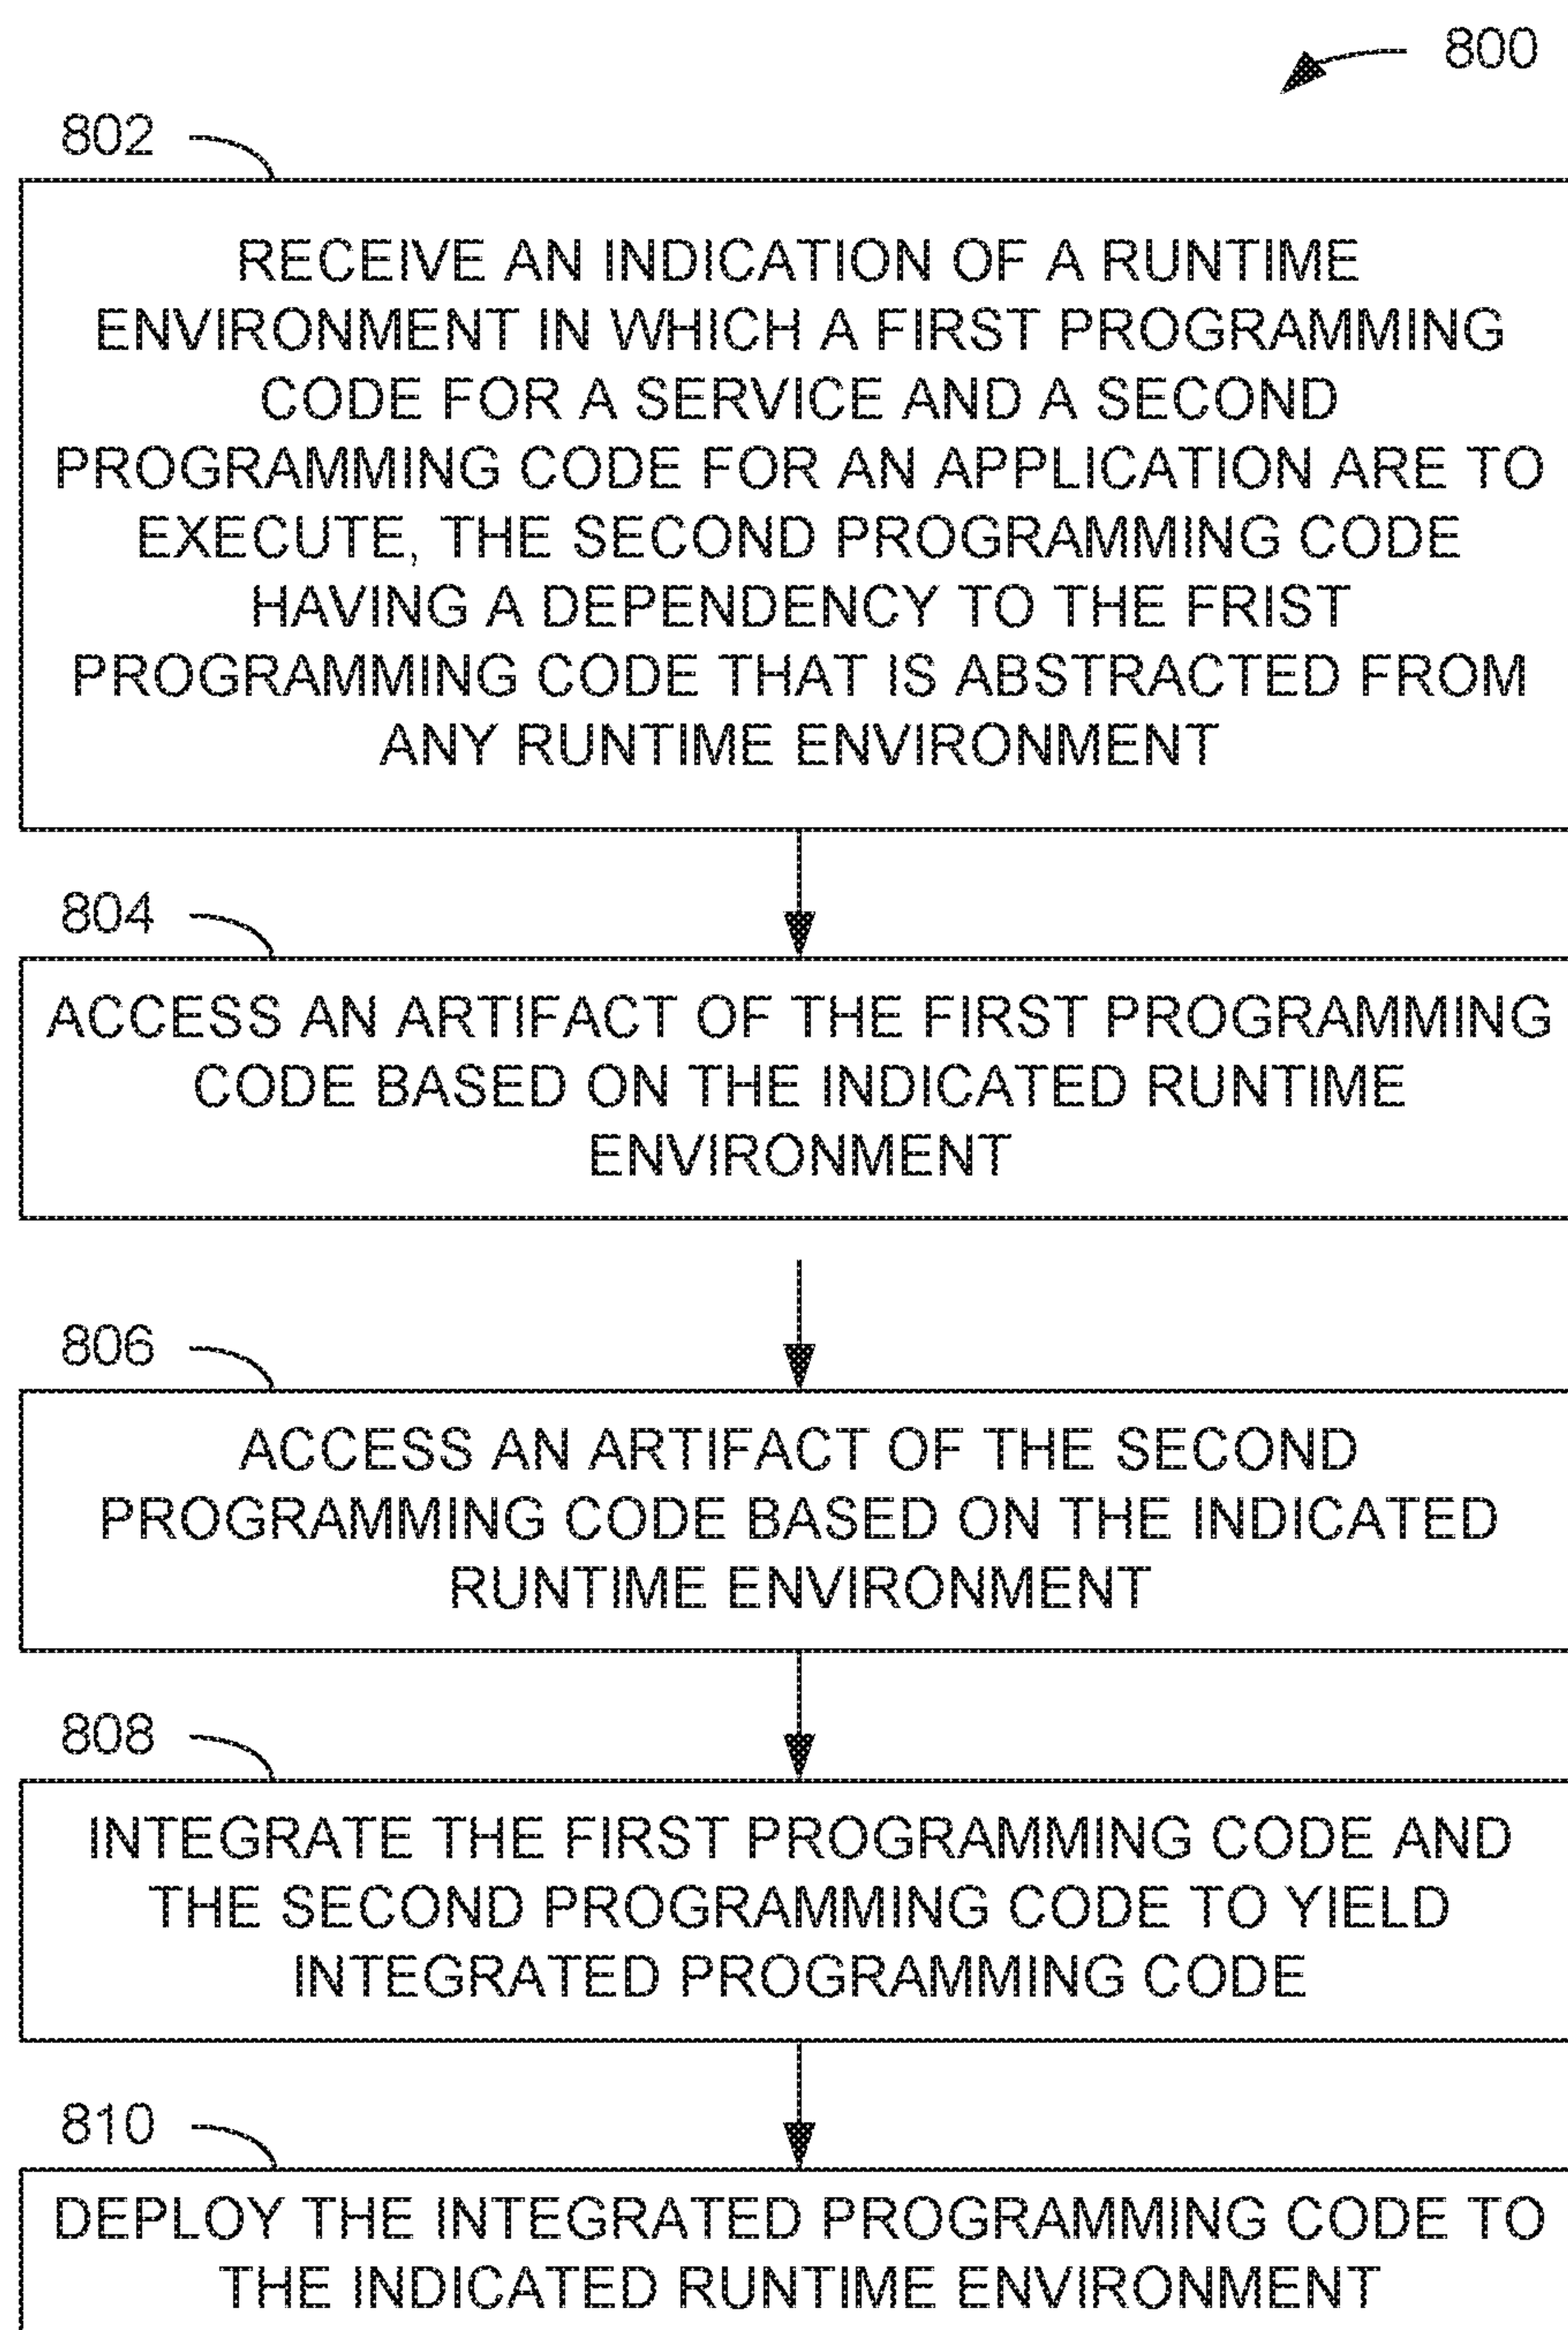 800
802
RECEIVE AN INDICATION OF A RUNTIME
ENVIRONMENT IN WHICH A FIRST PROGRAMMING
CODE FOR A SERVICE AND A SECOND
PROGRAMMING CODE FOR AN APPLICATION ARE TO
EXECUTE, THE SECOND PROGRAMMING CODE
HAVING A DEPENDENCY TO THE FRIST
PROGRAMMING CODE THAT IS ABSTRACTED FROM
ANY RUNTIME ENVIRONMENT
804
ACCESS AN ARTIFACT OF THE FIRST PROGRAMMING
CODE BASED ON THE INDICATED RUNTIME
ENVIRONMENT
806
ACCESS AN ARTIFACT OF THE SECOND
PROGRAMMING CODE BASED ON THE INDICATED
RUNTIME ENVIRONMENT
808
INTEGRATE THE FIRST PROGRAMMING CODE AND
THE SECOND PROGRAMMING CODE TO YIELD
INTEGRATED PROGRAMMING CODE
810
DEPLOY THE INTEGRATED PROGRAMMING CODE TO
THE INDICATED RUNTIME ENVIRONMENT